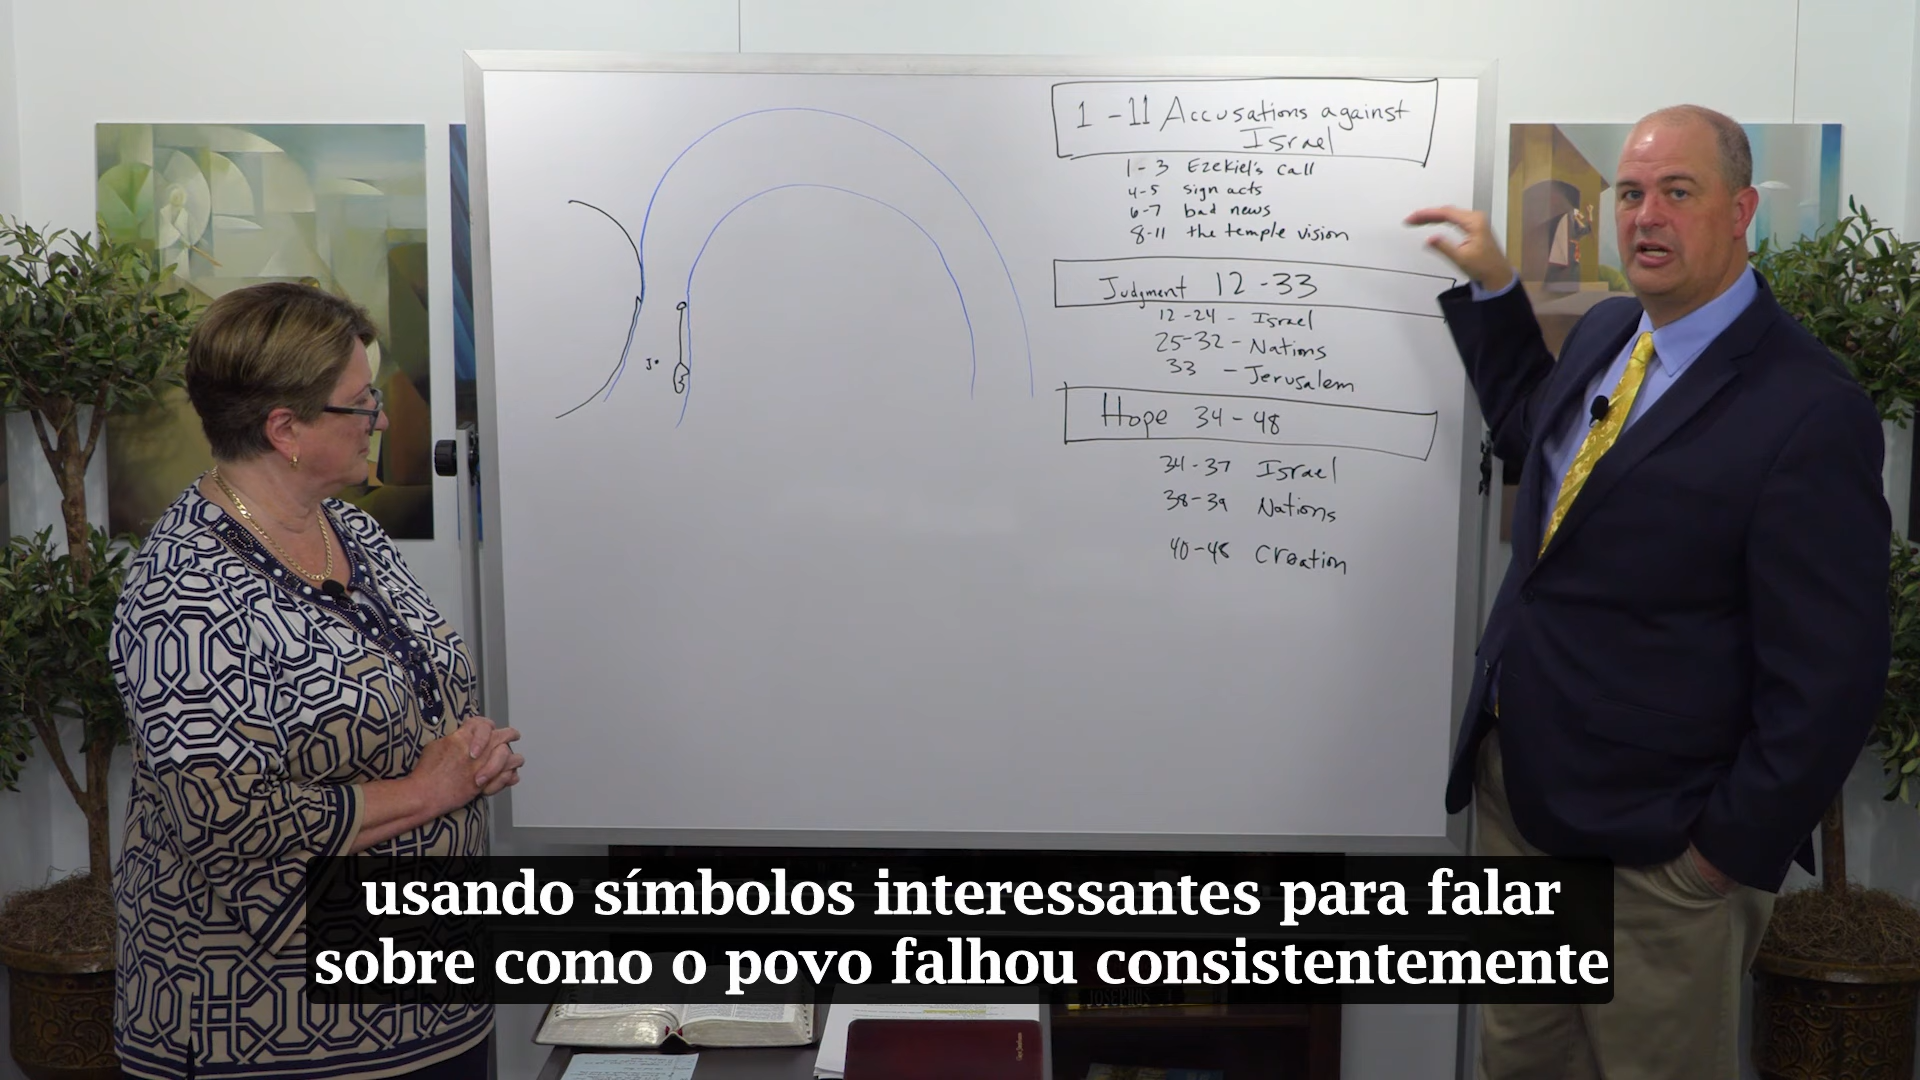 1 - 11 Accusations against
Israel
1 - 3 Ezekiel's call
4-5 sign acts
6-7 bad news
8-11 the temple vision
Judgment 12 - 33
12-24 - Israel
25-32 - Nations
33 - Jerusalem
Hope 34 - 48
34-37 Israel
38-39 Nations
40-48 Creation
usando símbolos interessantes para falar
sobre como o povo falhou consistentemente
JOSEPHUS